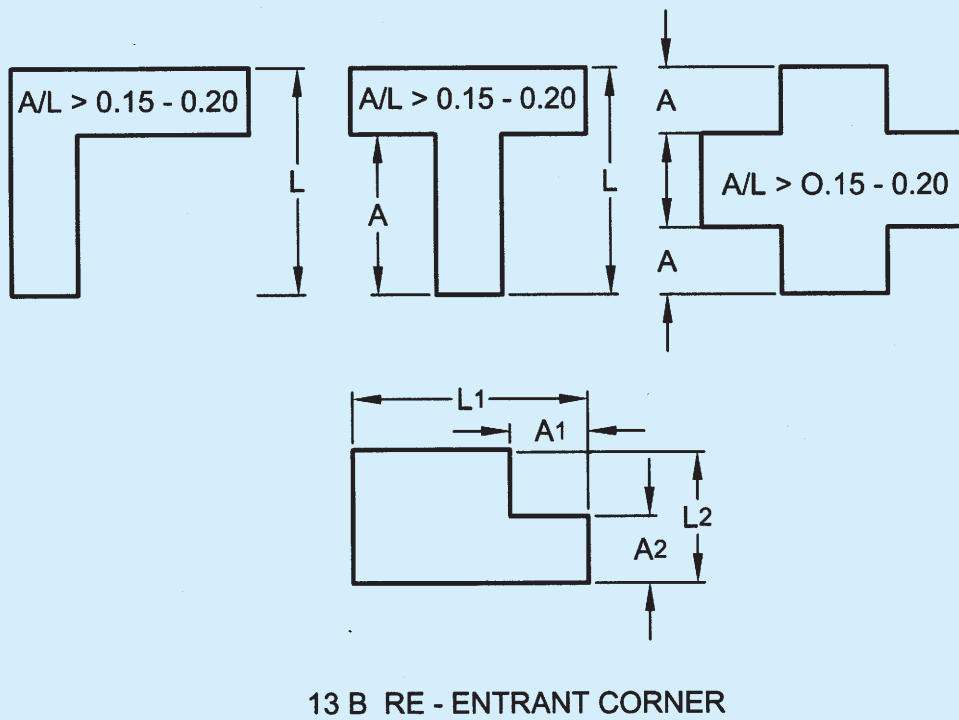 A/L > 0.15 - 0.20
L
A/L > 0.15 - 0.20
A
L
A
A/L > O.15 - 0.20
A
L1
A1
L2
A2
13 B RE - ENTRANT CORNER